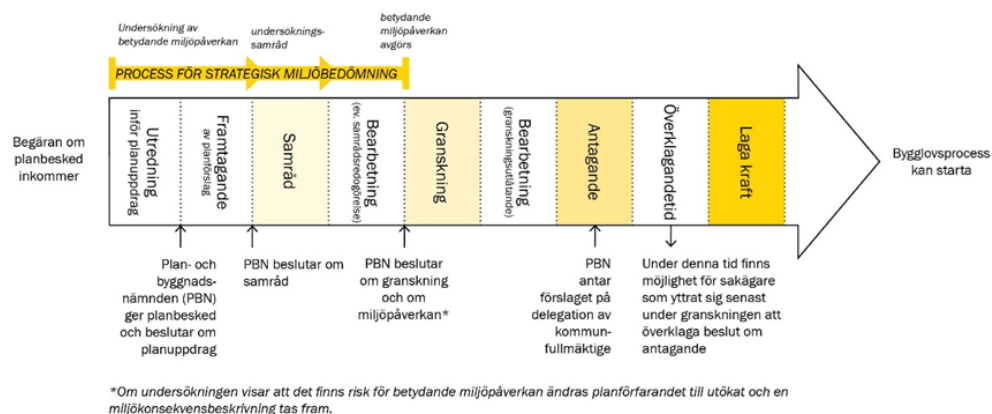 Undersökning av
betydande miljöpåverkan
undersöknings-
samråd
betydande
miljöpåverkan
avgörs
PROCESS FÖR STRATEGISK MILJÖBEDÖMNING
Begäran om
planbesked
inkommer
Utredning
inför planuppdrag
Framtagande
av planförslag
Samråd
Bearbetning
(ev. samrådsredogörelse)
Granskning
Bearbetning
(granskningsutlåtande)
Antagande
Överklagandetid
Laga kraft
Bygglovsprocess
kan starta
Plan- och
byggnads-
nämnden (PBN)
ger planbesked
och beslutar om
planuppdrag
PBN beslutar om
samråd
PBN beslutar
om granskning
och om
miljöpåverkan*
PBN
antar
förslaget på
delegation av
kommun-
fullmäktige
Under denna tid finns
möjlighet för sakägare
som yttrat sig senast
under granskningen att
överklaga beslut om
antagande
*Om undersökningen visar att det finns risk för betydande miljöpåverkan ändras planförfarandet till utökat och en
miljökonsekvensbeskrivning tas fram.